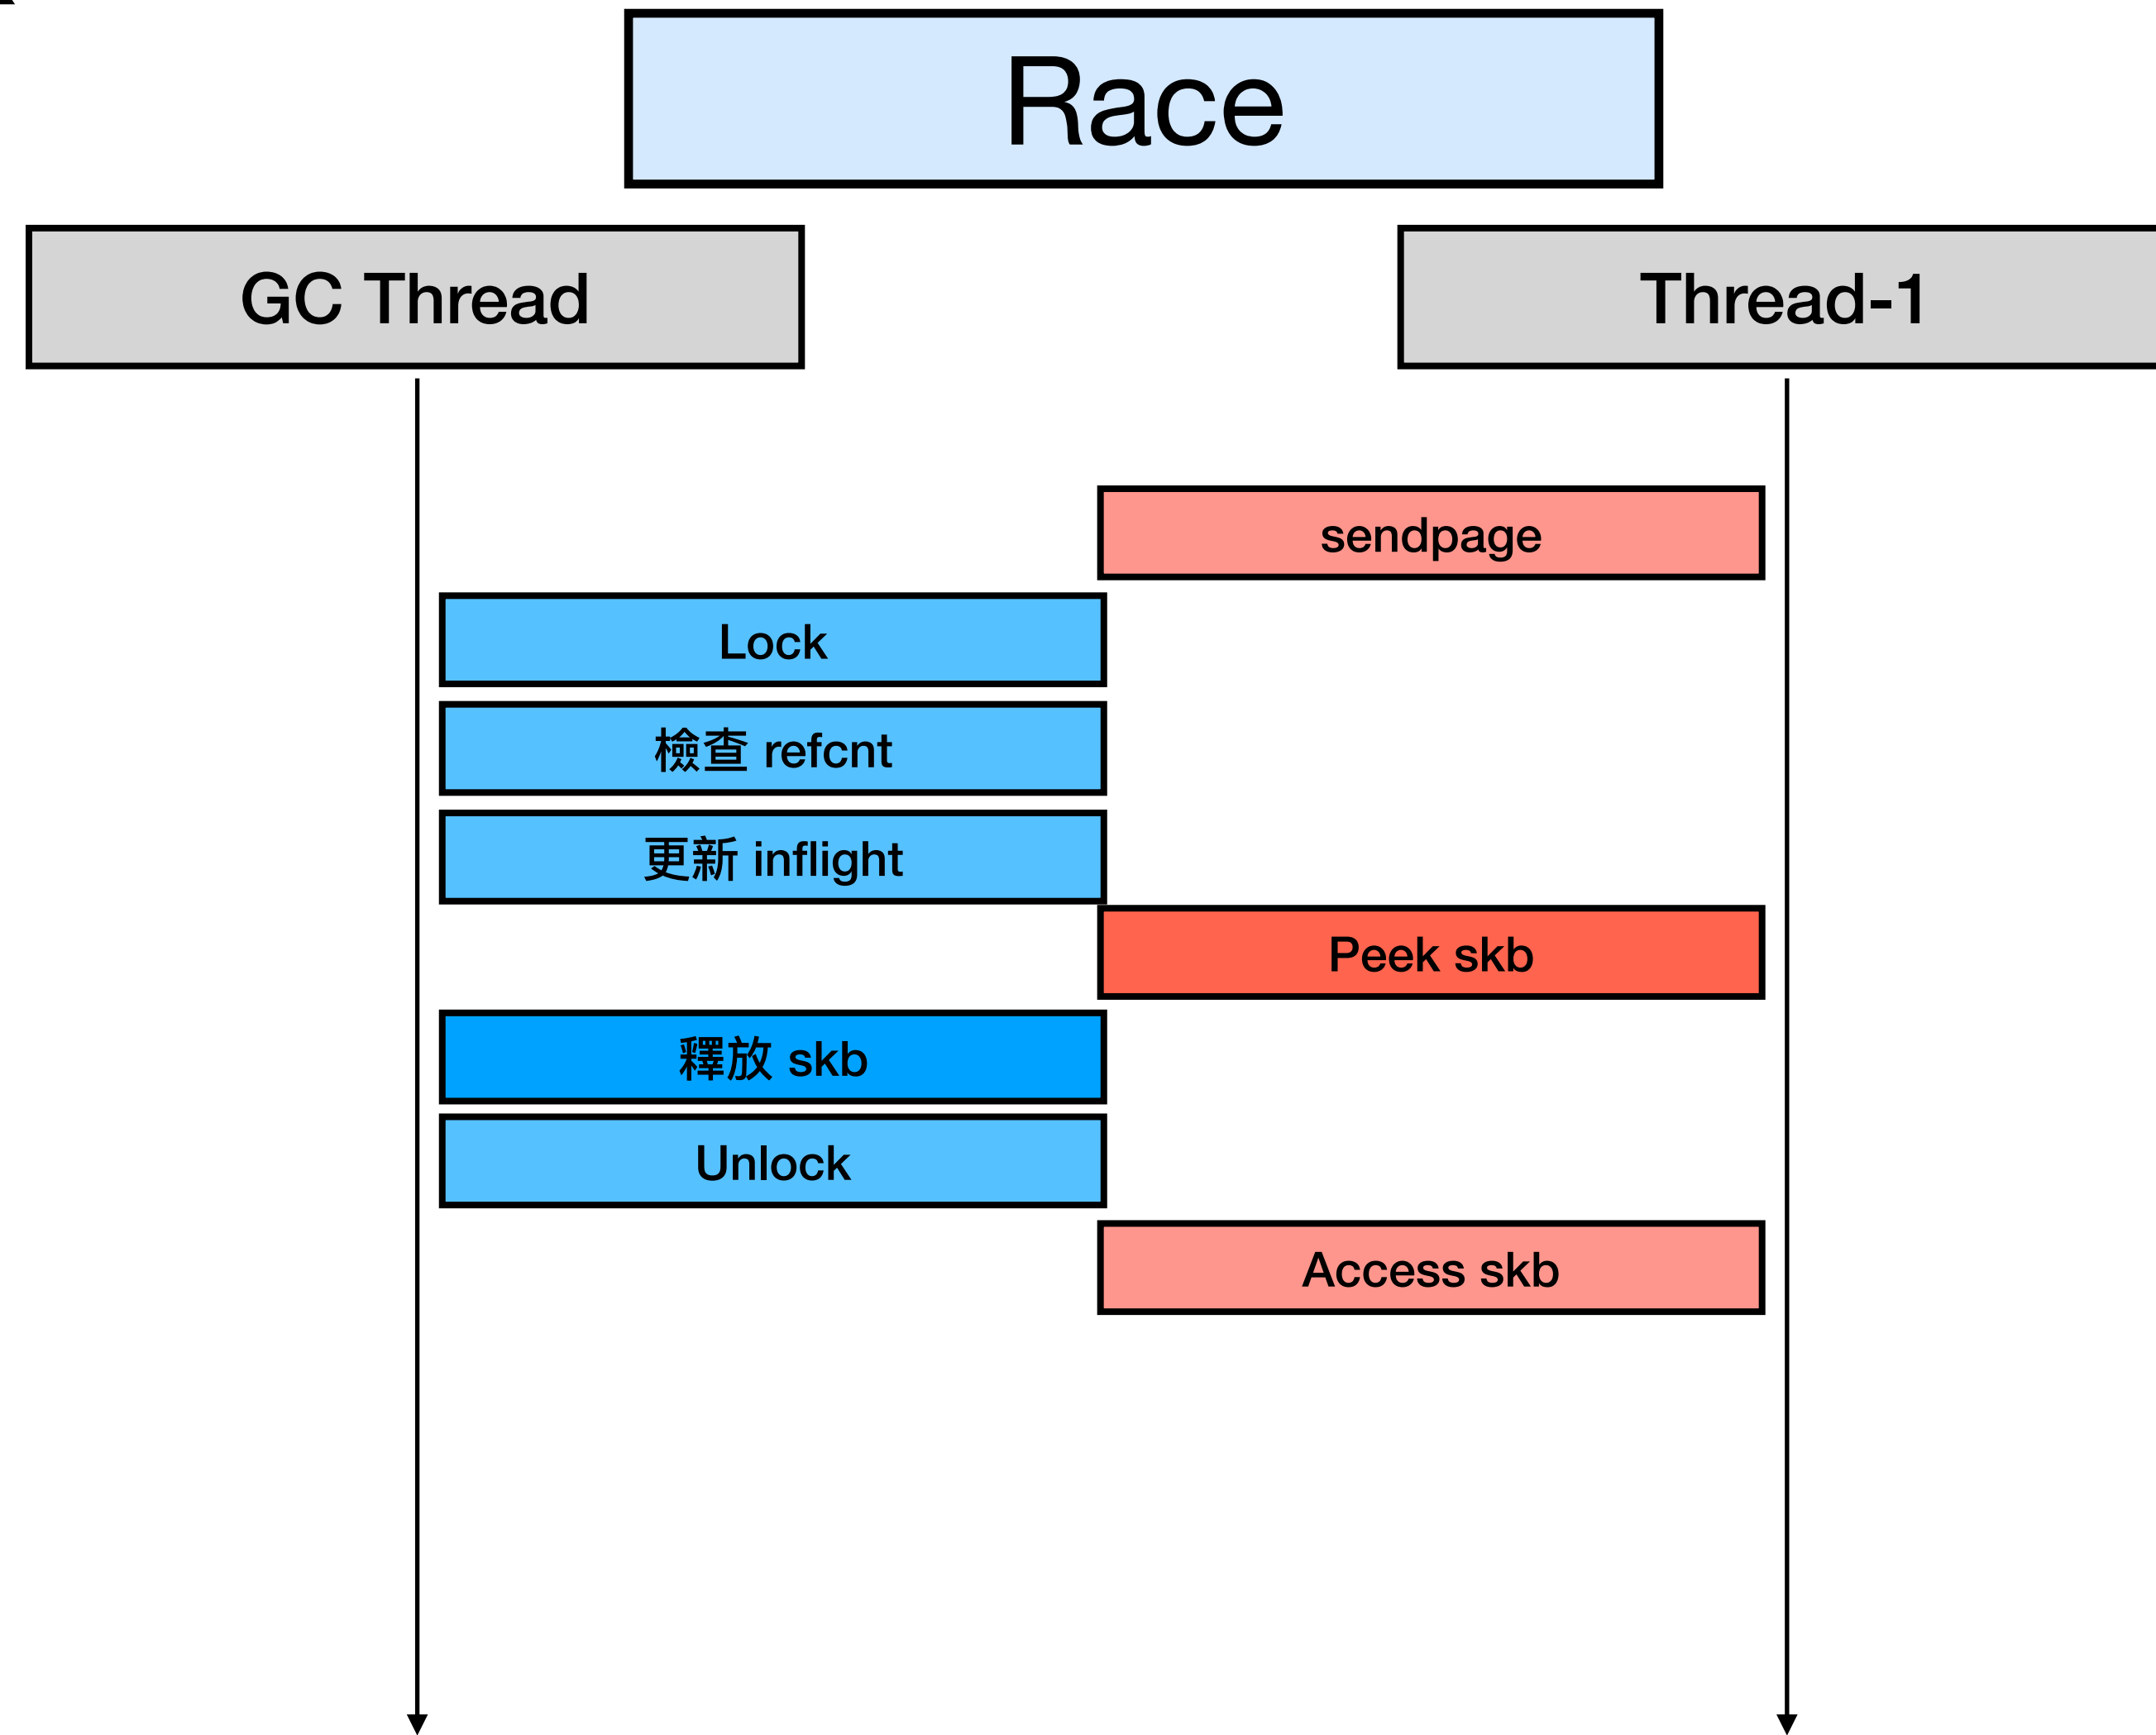 Race
GC Thread
Thread-1
sendpage
Lock
檢查 refcnt
更新 inflight
Peek skb
釋放 skb
Unlock
Access skb